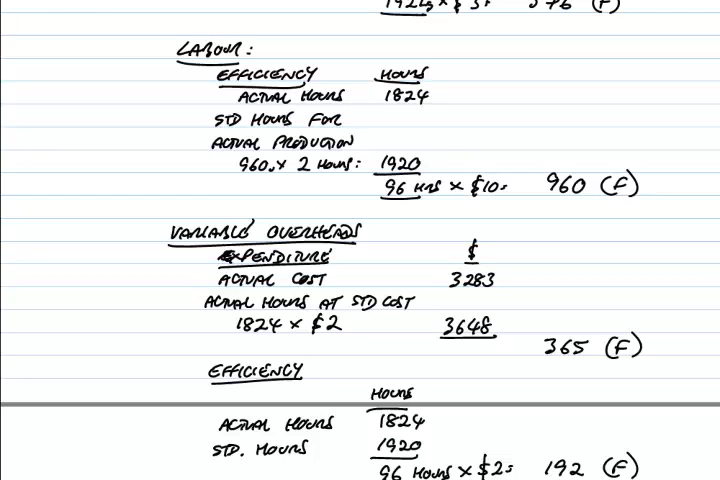 576 (F)
LABOUR:
EFFICIENCY HOURS
ACTUAL HOURS 1824
STD HOURS FOR
ACTUAL PRODUCTION
960 x 2 HOURS: 1920
96 HRS x $10= 960 (F)
VARIABLE OVERHEADS
EXPENDITURE $
ACTUAL COST 3283
ACTUAL HOURS AT STD COST
1824 x $2 3648
365 (F)
EFFICIENCY
HOURS
ACTUAL HOURS 1824
STD. HOURS 1920
96 HOURS x $2= 192 (F)